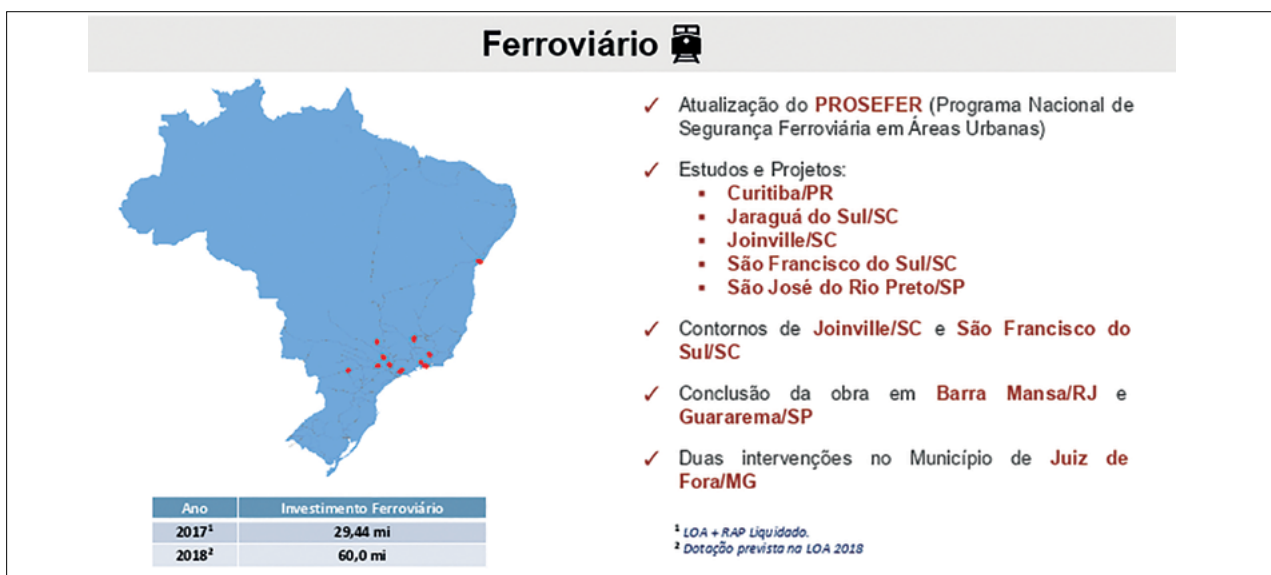 Ferroviário
✓ Atualização do PROSEFER (Programa Nacional de
Segurança Ferroviária em Áreas Urbanas)
✓ Estudos e Projetos:
▪ Curitiba/PR
▪ Jaraguá do Sul/SC
▪ Joinville/SC
▪ São Francisco do Sul/SC
▪ São José do Rio Preto/SP
✓ Contornos de Joinville/SC e São Francisco do
Sul/SC
✓ Conclusão da obra em Barra Mansa/RJ e
Guararema/SP
✓ Duas intervenções no Município de Juiz de
Fora/MG
Ano Investimento Ferroviário
2017¹ 29,44 mi
2018² 60,0 mi
¹ LOA + RAP Liquidado.
² Dotação prevista na LOA 2018